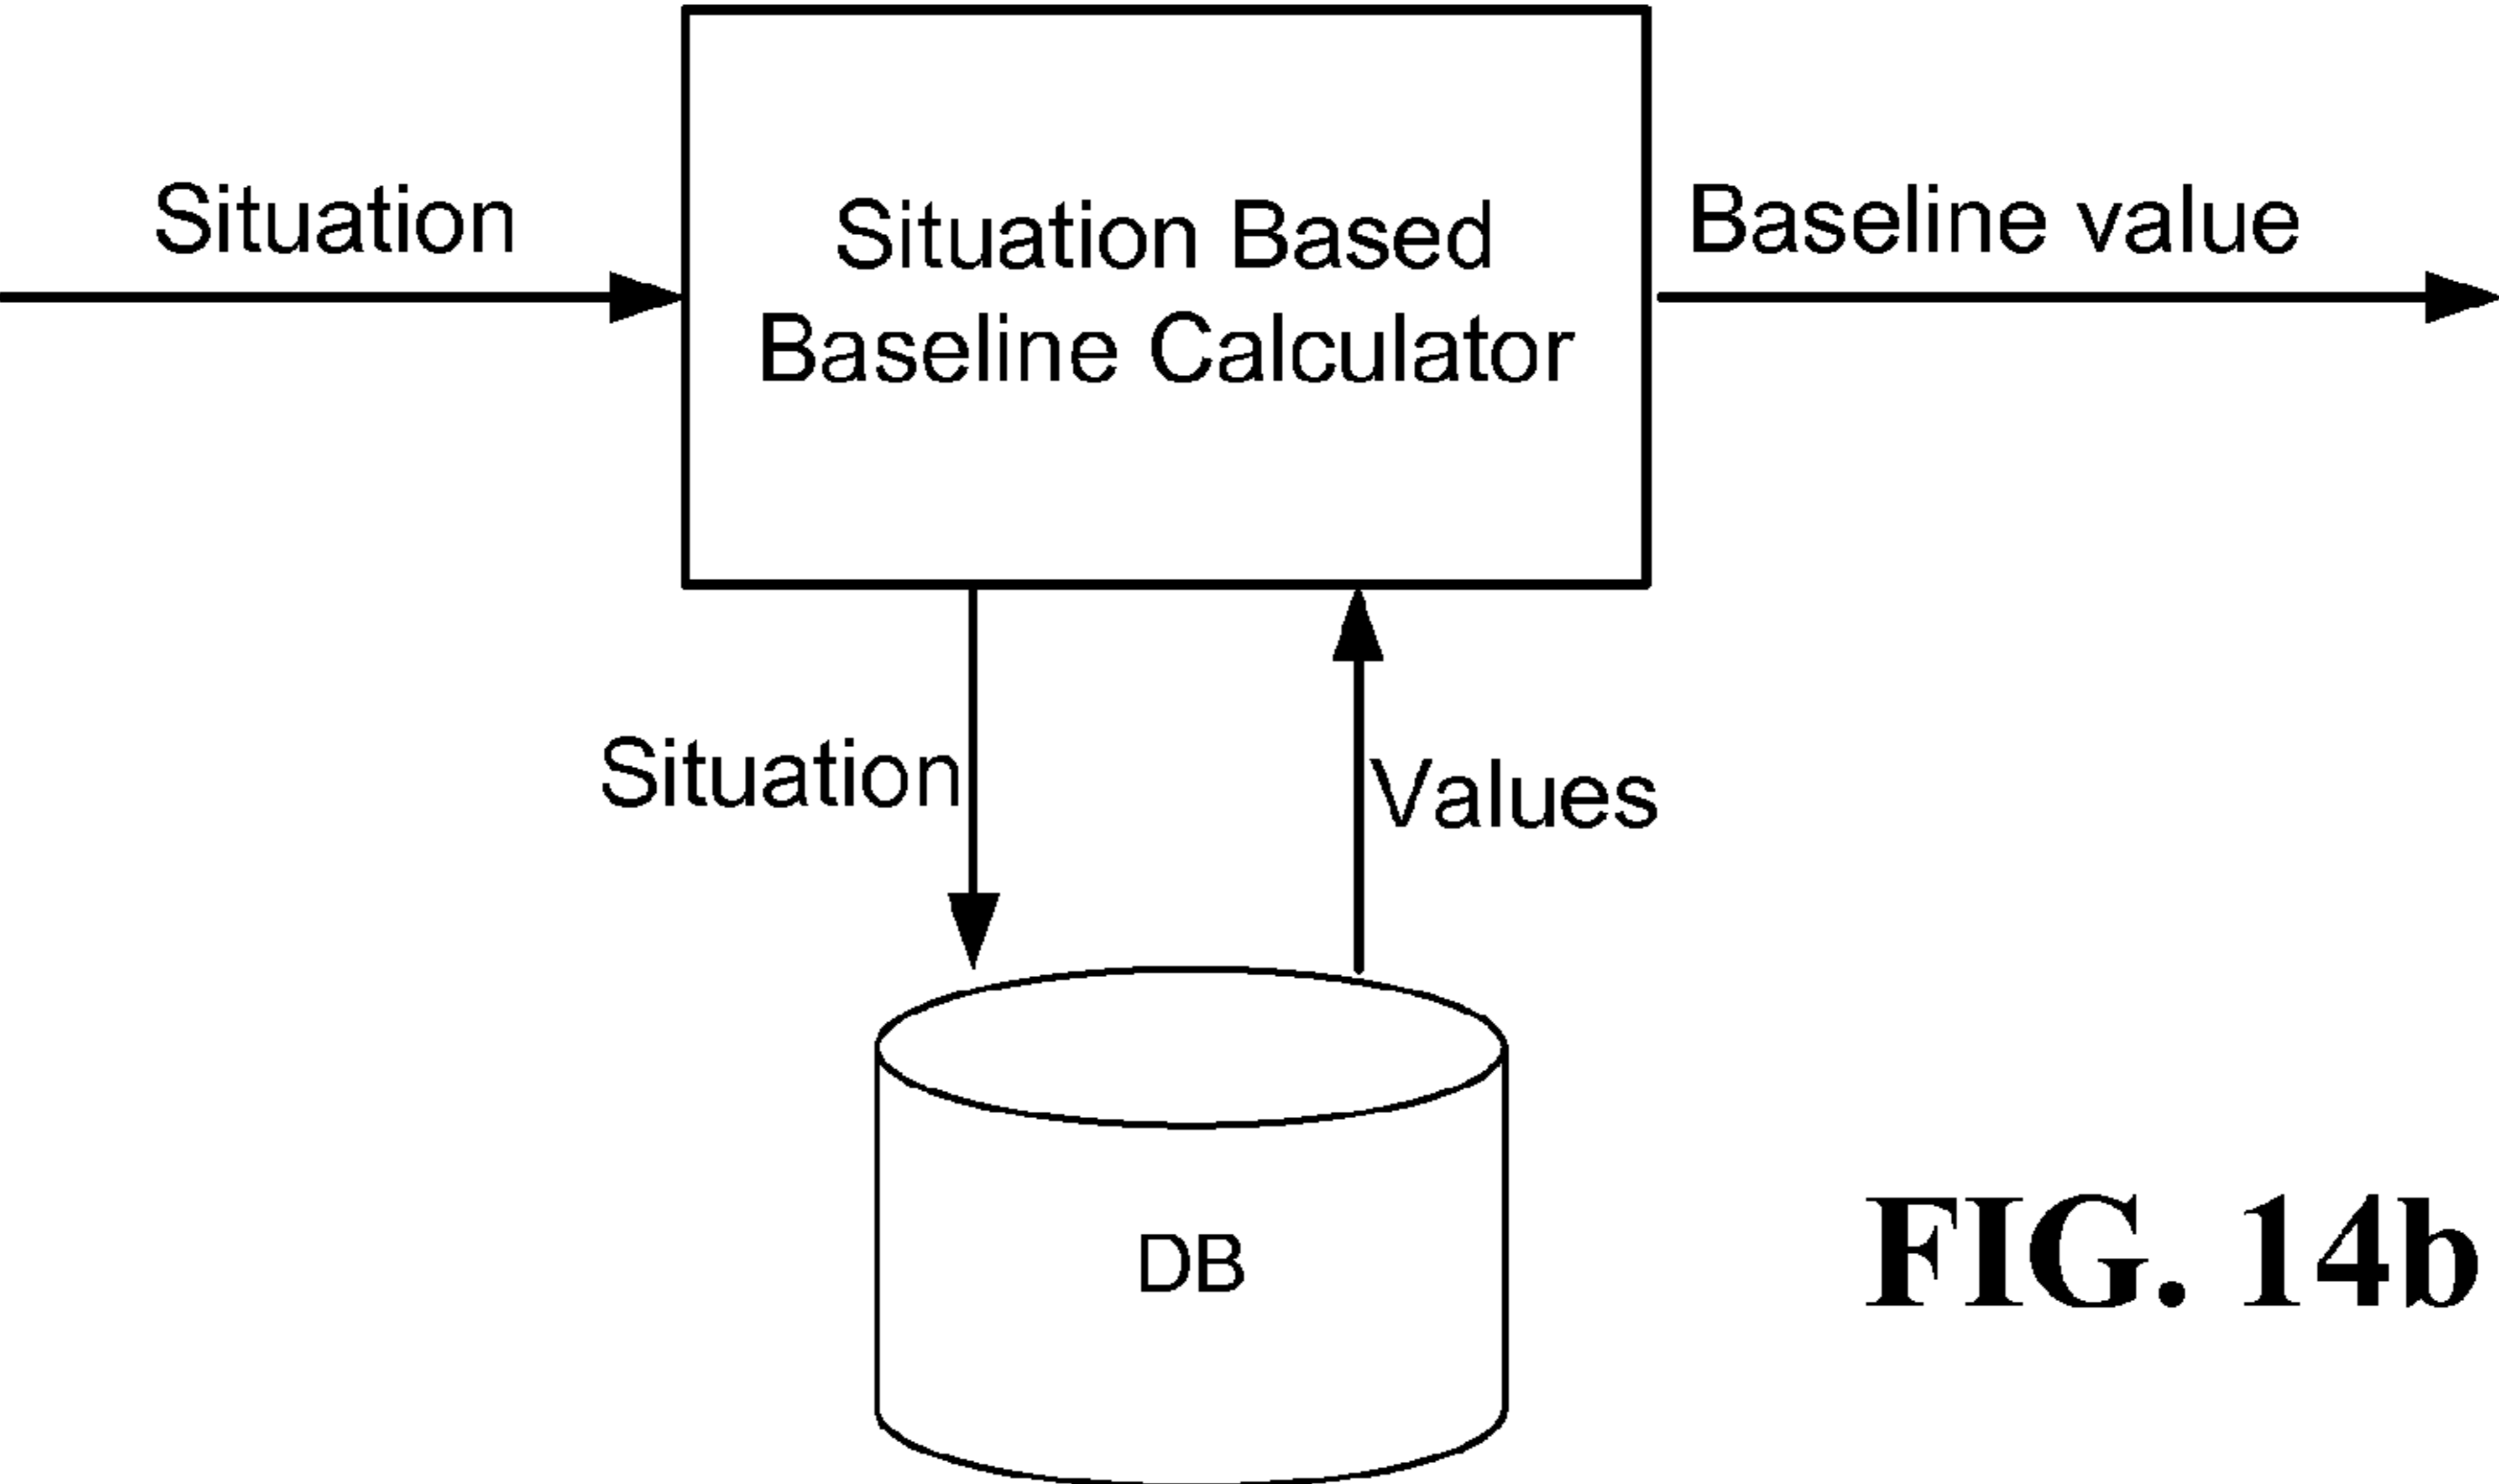 Situation
Situation Based
Baseline Calculator
Baseline value
Situation
Values
DB
FIG. 14b